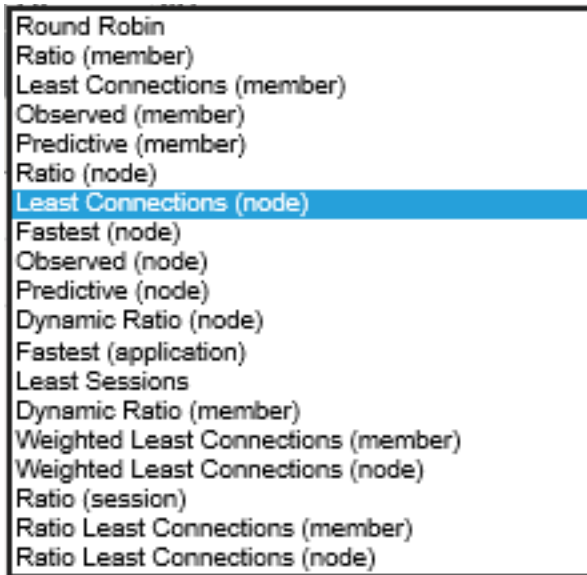 Round Robin
Ratio (member)
Least Connections (member)
Observed (member)
Predictive (member)
Ratio (node)
Least Connections (node)
Fastest (node)
Observed (node)
Predictive (node)
Dynamic Ratio (node)
Fastest (application)
Least Sessions
Dynamic Ratio (member)
Weighted Least Connections (member)
Weighted Least Connections (node)
Ratio (session)
Ratio Least Connections (member)
Ratio Least Connections (node)